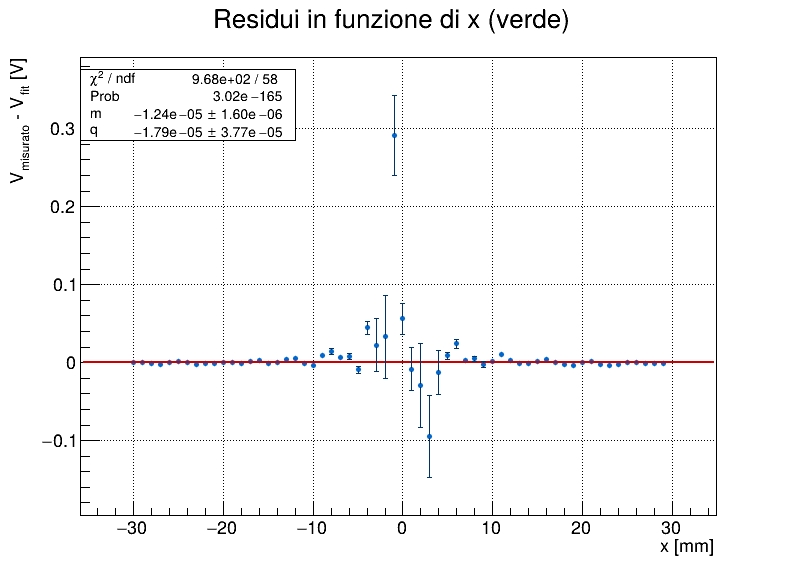 Residui in funzione di x (verde)
V_misurato - V_fit [V]
χ² / ndf 9.68e+02 / 58
Prob 3.02e−165
m −1.24e−05 ± 1.60e−06
q −1.79e−05 ± 3.77e−05
0.3
0.2
0.1
0
−0.1
−30 −20 −10 0 10 20 30
x [mm]